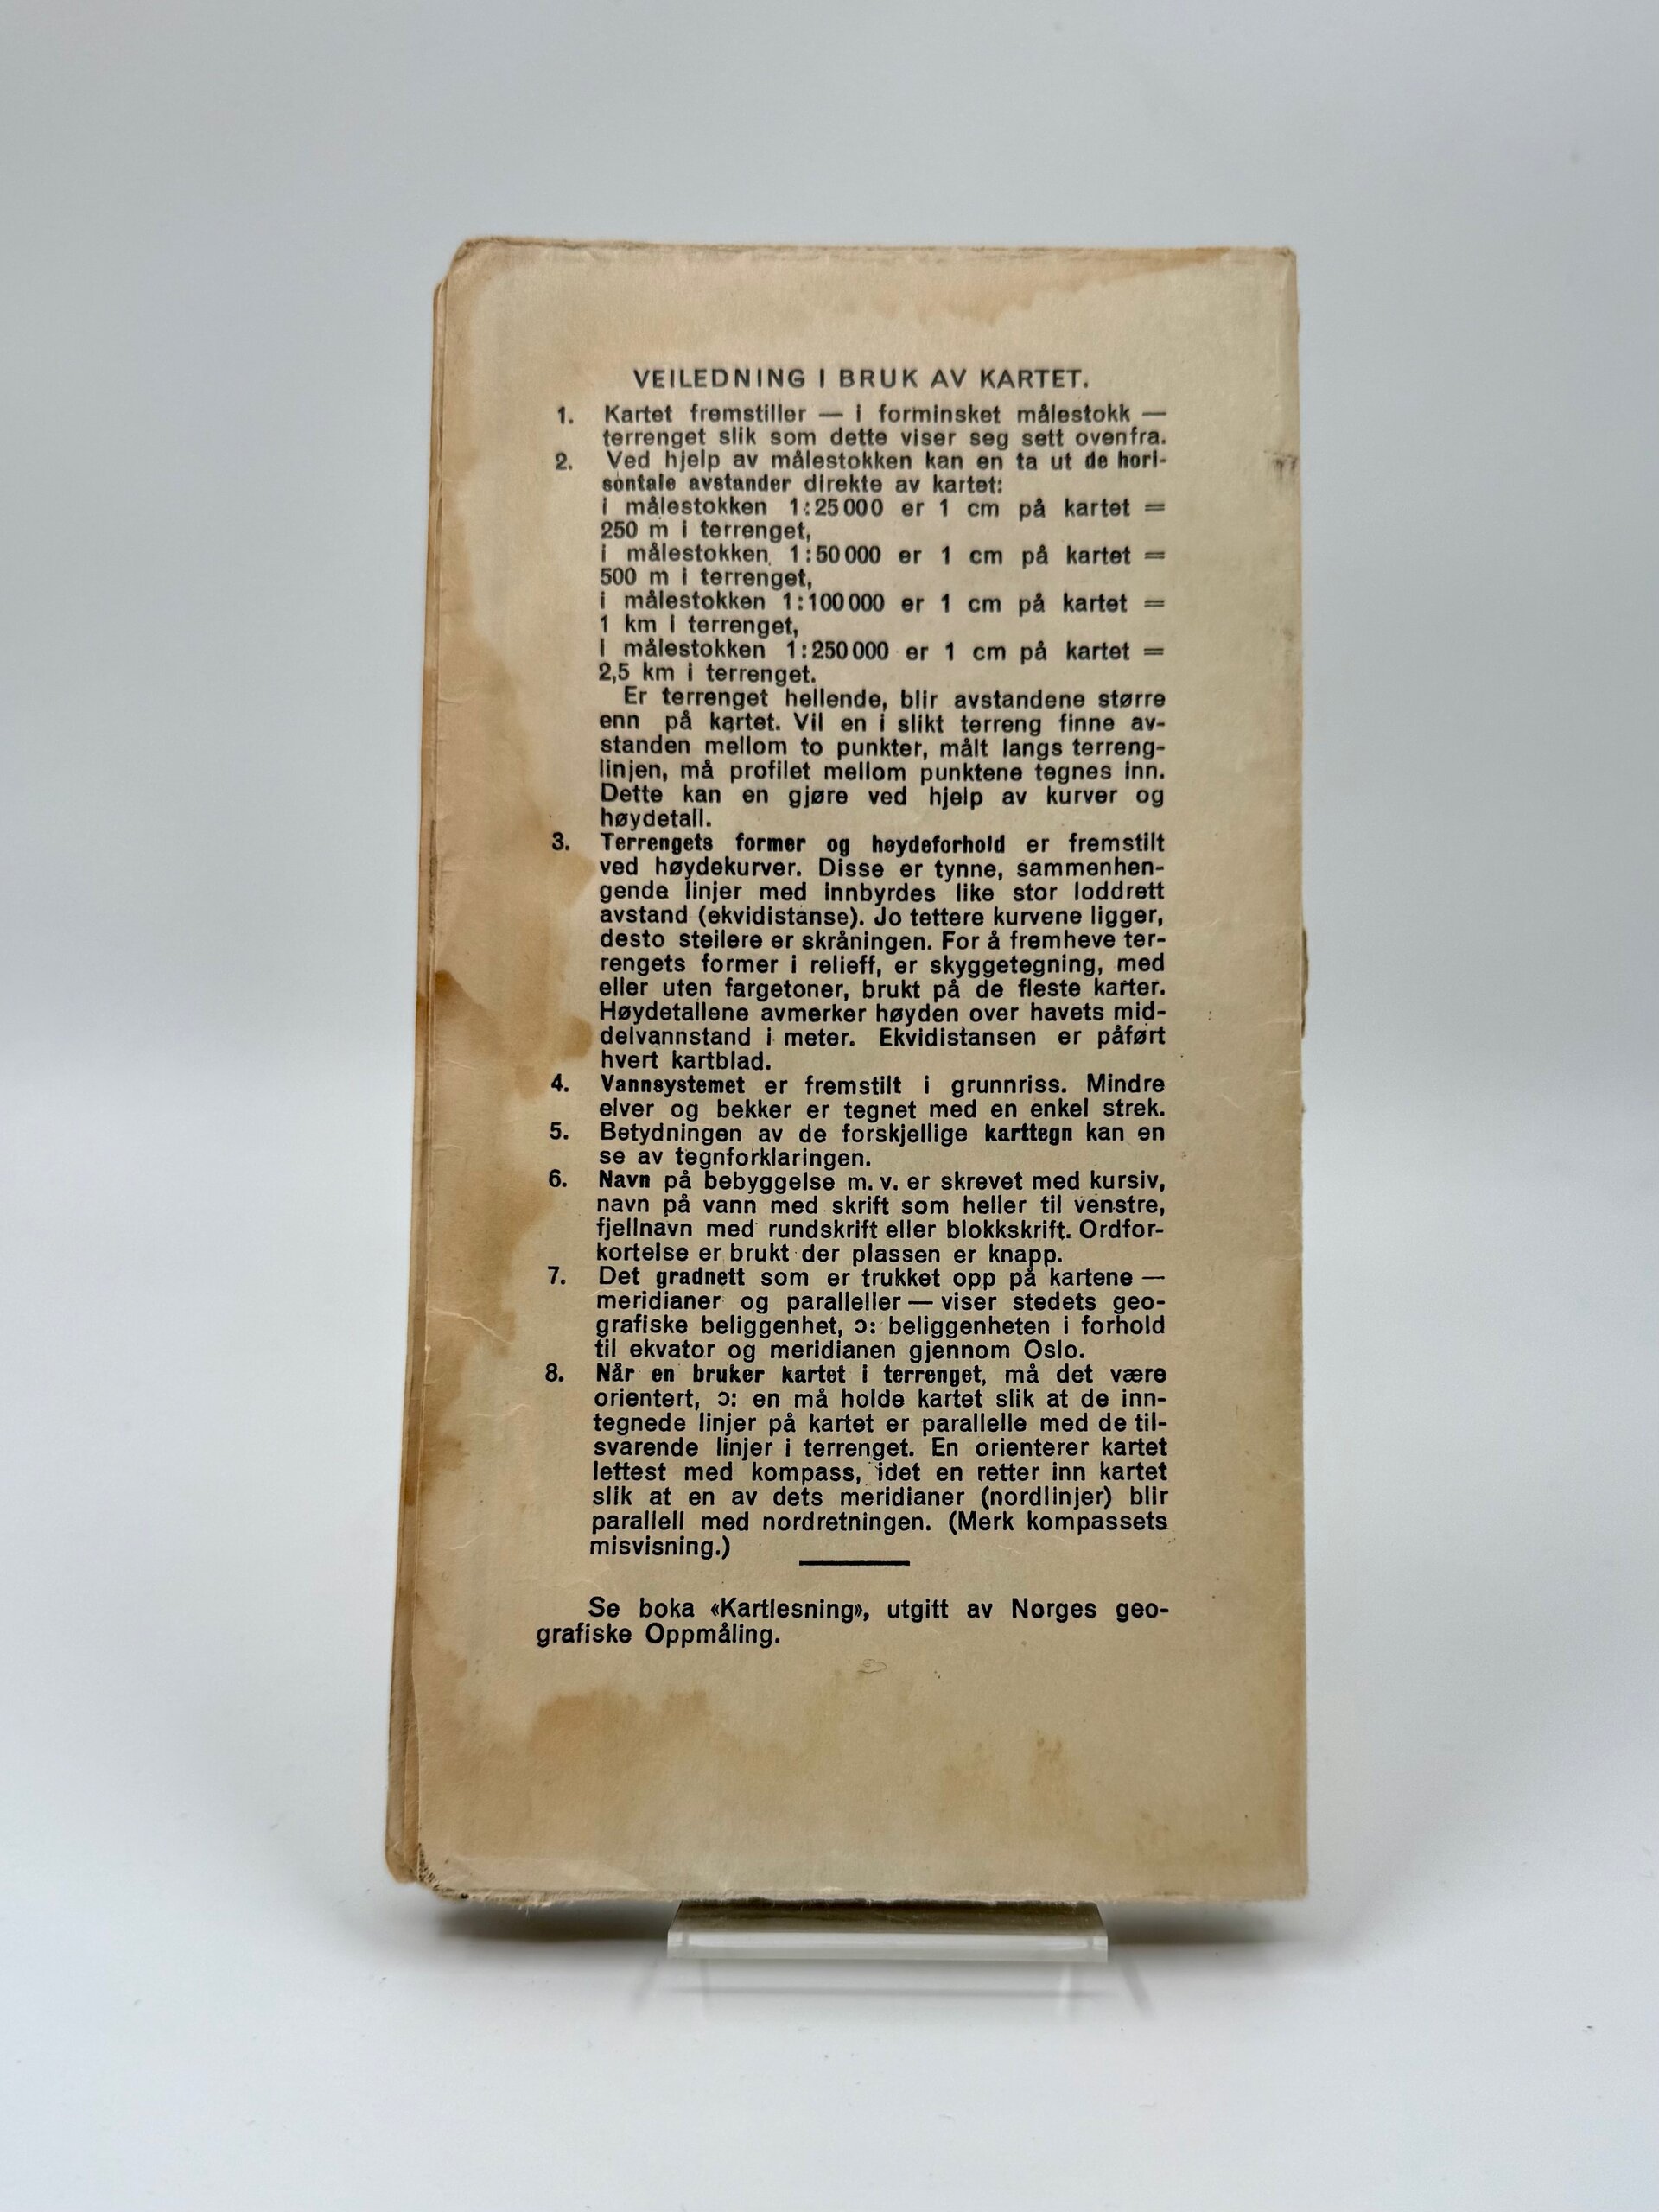 VEILEDNING I BRUK AV KARTET.
1. Kartet fremstiller — i forminsket målestokk —
terrenget slik som dette viser seg sett ovenfra.
2. Ved hjelp av målestokken kan en ta ut de hori-
sontale avstander direkte av kartet:
i målestokken 1:25 000 er 1 cm på kartet =
250 m i terrenget,
i målestokken 1:50 000 er 1 cm på kartet =
500 m i terrenget,
i målestokken 1:100 000 er 1 cm på kartet =
1 km i terrenget,
i målestokken 1:250 000 er 1 cm på kartet =
2,5 km i terrenget.
Er terrenget hellende, blir avstandene større
enn på kartet. Vil en i slikt terreng finne av-
standen mellom to punkter, målt langs terreng-
linjen, må profilet mellom punktene tegnes inn.
Dette kan en gjøre ved hjelp av kurver og
høydetall.
3. Terrengets former og høydeforhold er fremstilt
ved høydekurver. Disse er tynne, sammenhen-
gende linjer med innbyrdes like stor loddrett
avstand (ekvidistanse). Jo tettere kurvene ligger,
desto steilere er skråningen. For å fremheve ter-
rengets former i relieff, er skyggetegning, med
eller uten fargetoner, brukt på de fleste karter.
Høydetallene avmerker høyden over havets mid-
delvannstand i meter. Ekvidistansen er påført
hvert kartblad.
4. Vannsystemet er fremstilt i grunnriss. Mindre
elver og bekker er tegnet med en enkel strek.
5. Betydningen av de forskjellige karttegn kan en
se av tegnforklaringen.
6. Navn på bebyggelse m. v. er skrevet med kursiv,
navn på vann med skrift som heller til venstre,
fjellnavn med rundskrift eller blokkskrift. Ordfor-
kortelse er brukt der plassen er knapp.
7. Det gradnett som er trukket opp på kartene —
meridianer og paralleller — viser stedets geo-
grafiske beliggenhet, ɔ: beliggenheten i forhold
til ekvator og meridianen gjennom Oslo.
8. Når en bruker kartet i terrenget, må det være
orientert, ɔ: en må holde kartet slik at de inn-
tegnede linjer på kartet er parallelle med de til-
svarende linjer i terrenget. En orienterer kartet
lettest med kompass, idet en retter inn kartet
slik at en av dets meridianer (nordlinjer) blir
parallell med nordretningen. (Merk kompassets
misvisning.)
Se boka «Kartlesning», utgitt av Norges geo-
grafiske Oppmåling.